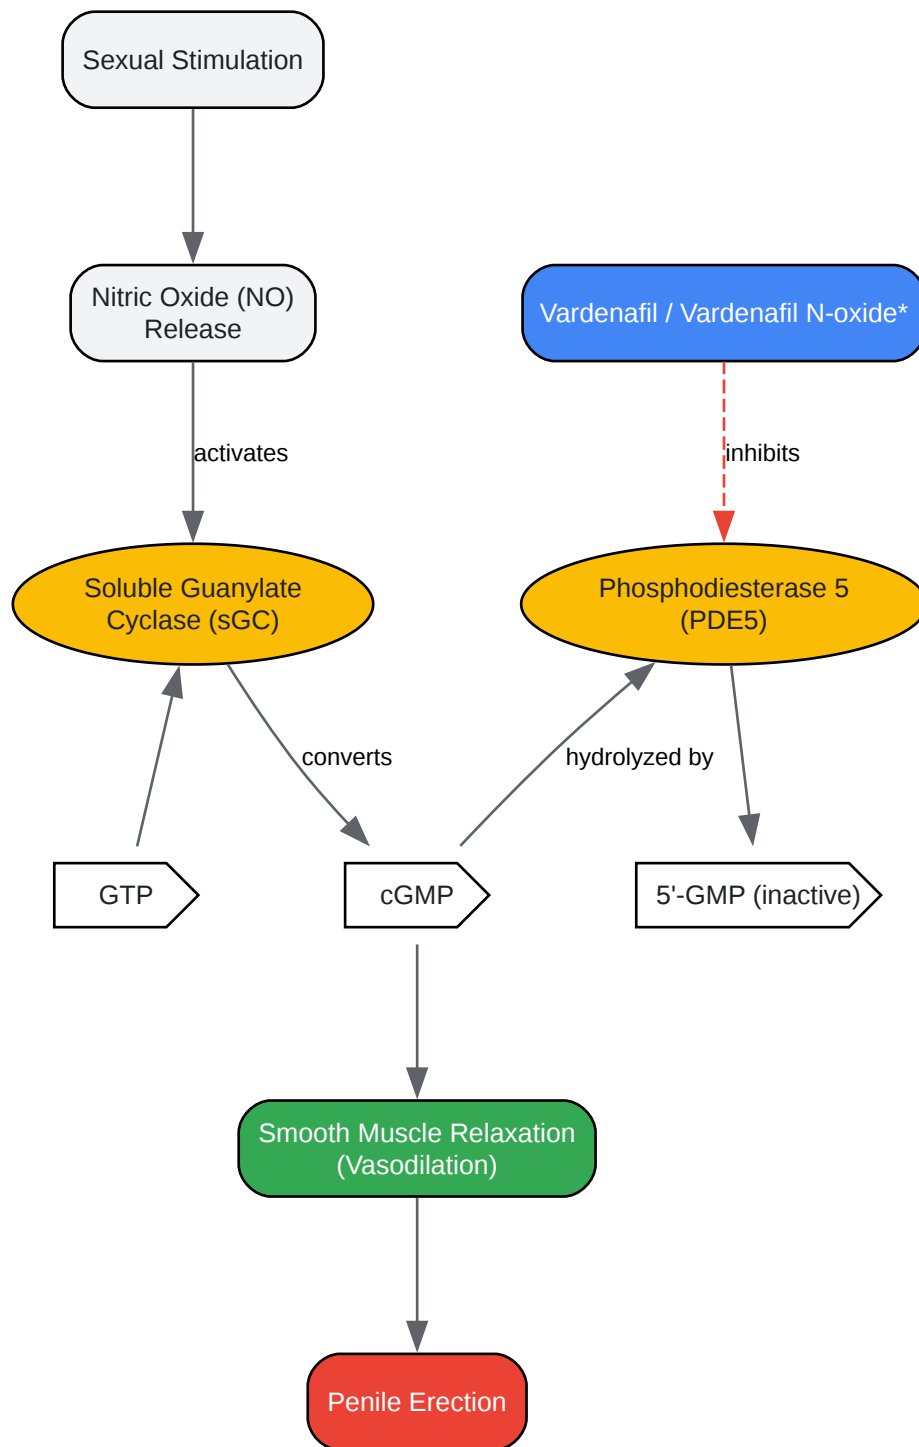 Sexual Stimulation
Nitric Oxide (NO)
Release
Vardenafil / Vardenafil N-oxide*
activates
inhibits
Soluble Guanylate
Cyclase (sGC)
Phosphodiesterase 5
(PDE5)
converts
hydrolyzed by
GTP
cGMP
5'-GMP (inactive)
Smooth Muscle Relaxation
(Vasodilation)
Penile Erection